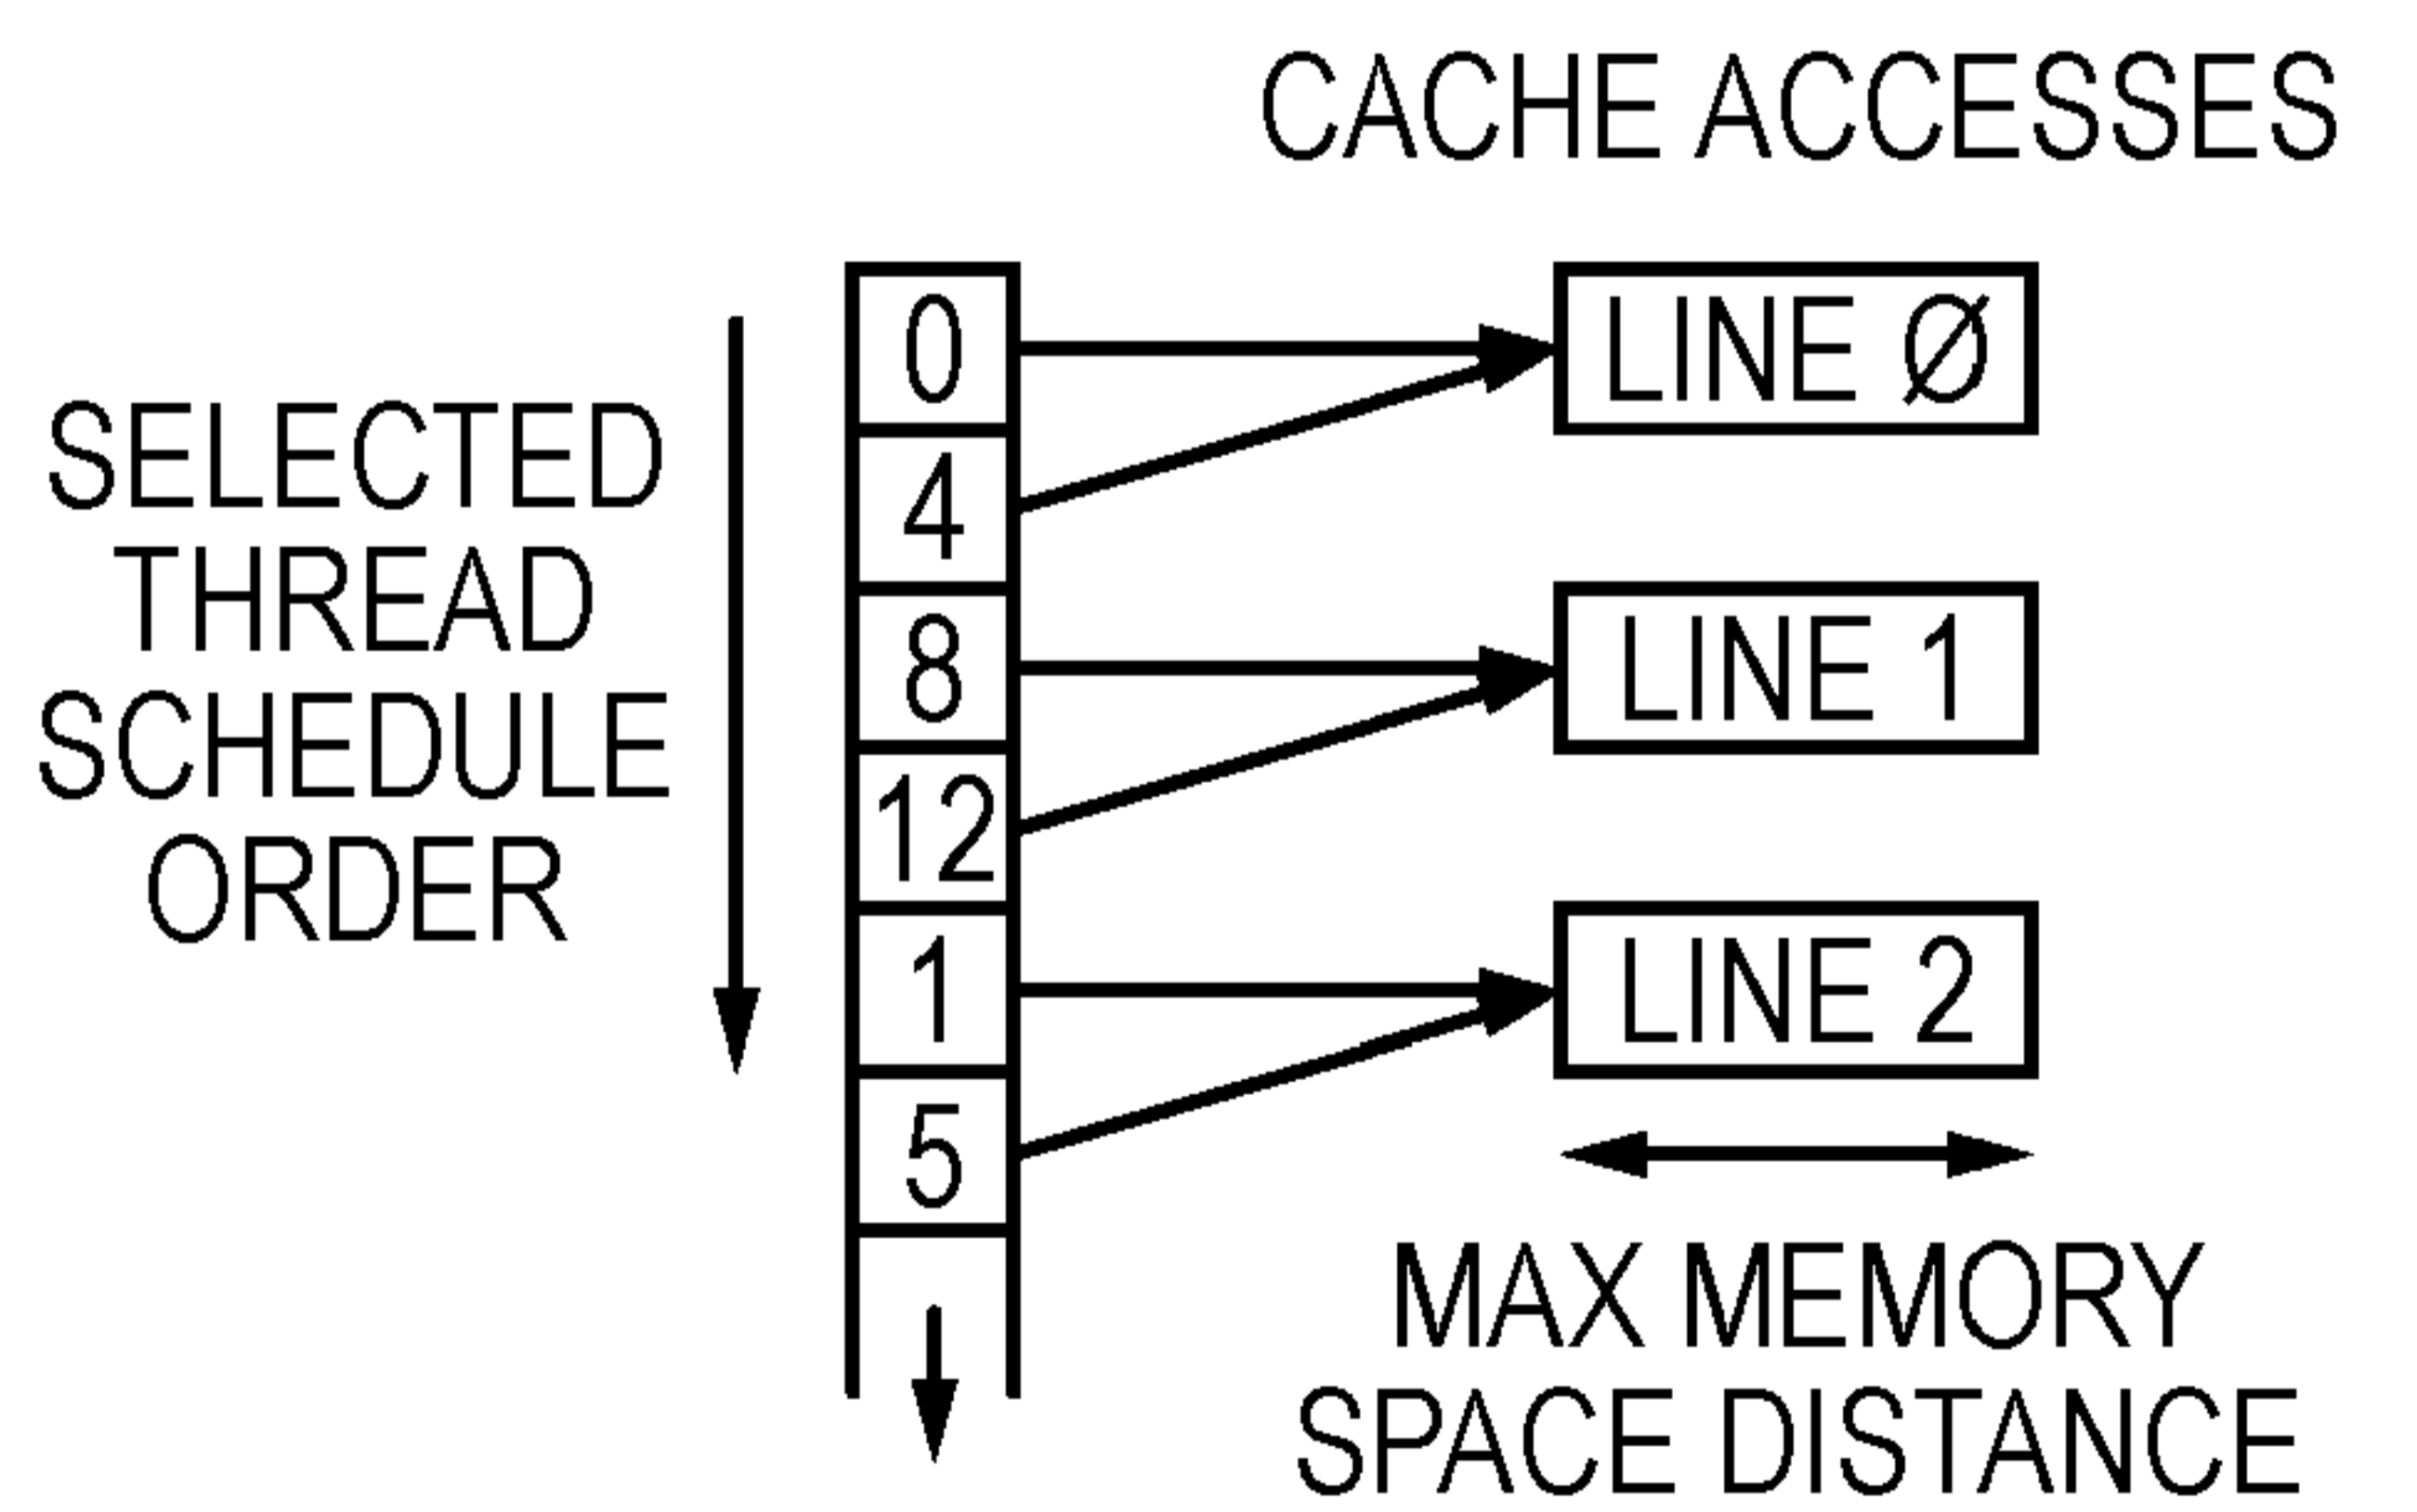 CACHE ACCESSES
SELECTED
THREAD
SCHEDULE
ORDER
0
4
8
12
1
5
LINE Ø
LINE 1
LINE 2
MAX MEMORY
SPACE DISTANCE